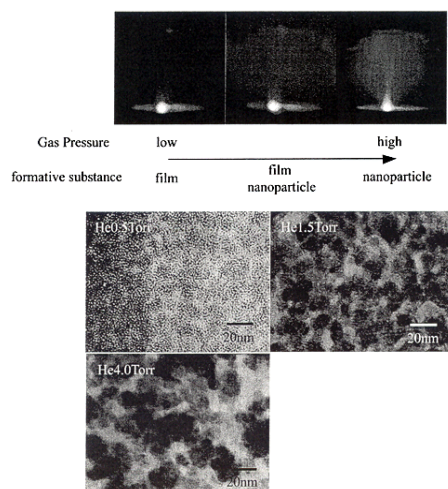 Gas Pressure low high
formative substance film film nanoparticle nanoparticle
He0.5Torr
20nm
He1.5Torr
20nm
He4.0Torr
20nm